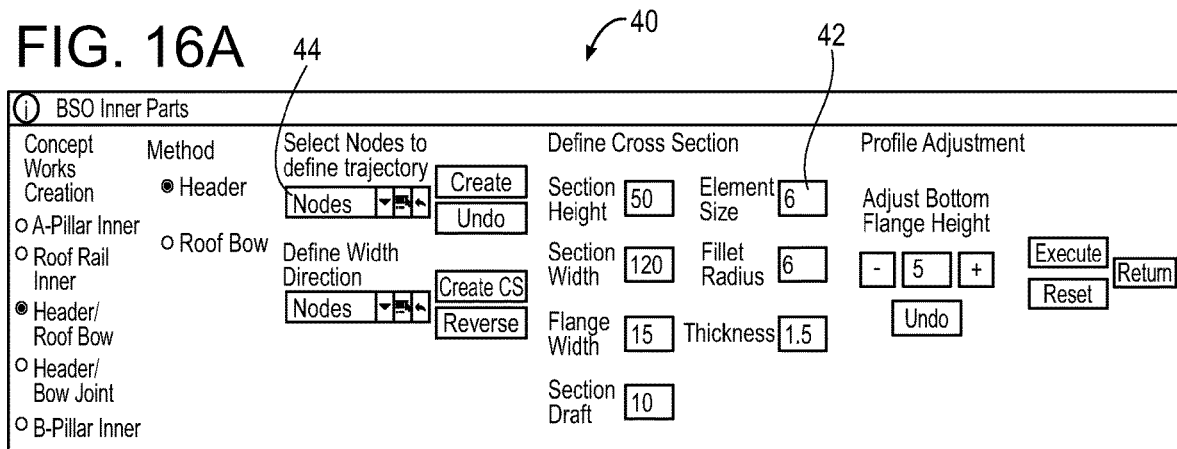 FIG. 16A
44
40
42
i BSO Inner Parts
Concept
Works
Creation
A-Pillar Inner
Roof Rail
Inner
Header/
Roof Bow
Header/
Bow Joint
B-Pillar Inner
Method
Header
Roof Bow
Select Nodes to
define trajectory
Nodes
Create
Undo
Define Width
Direction
Nodes
Create CS
Reverse
Define Cross Section
Section
Height
50
Element
Size
6
Section
Width
120
Fillet
Radius
6
Flange
Width
15
Thickness
1.5
Section
Draft
10
Profile Adjustment
Adjust Bottom
Flange Height
- 5 +
Undo
Execute
Reset
Return